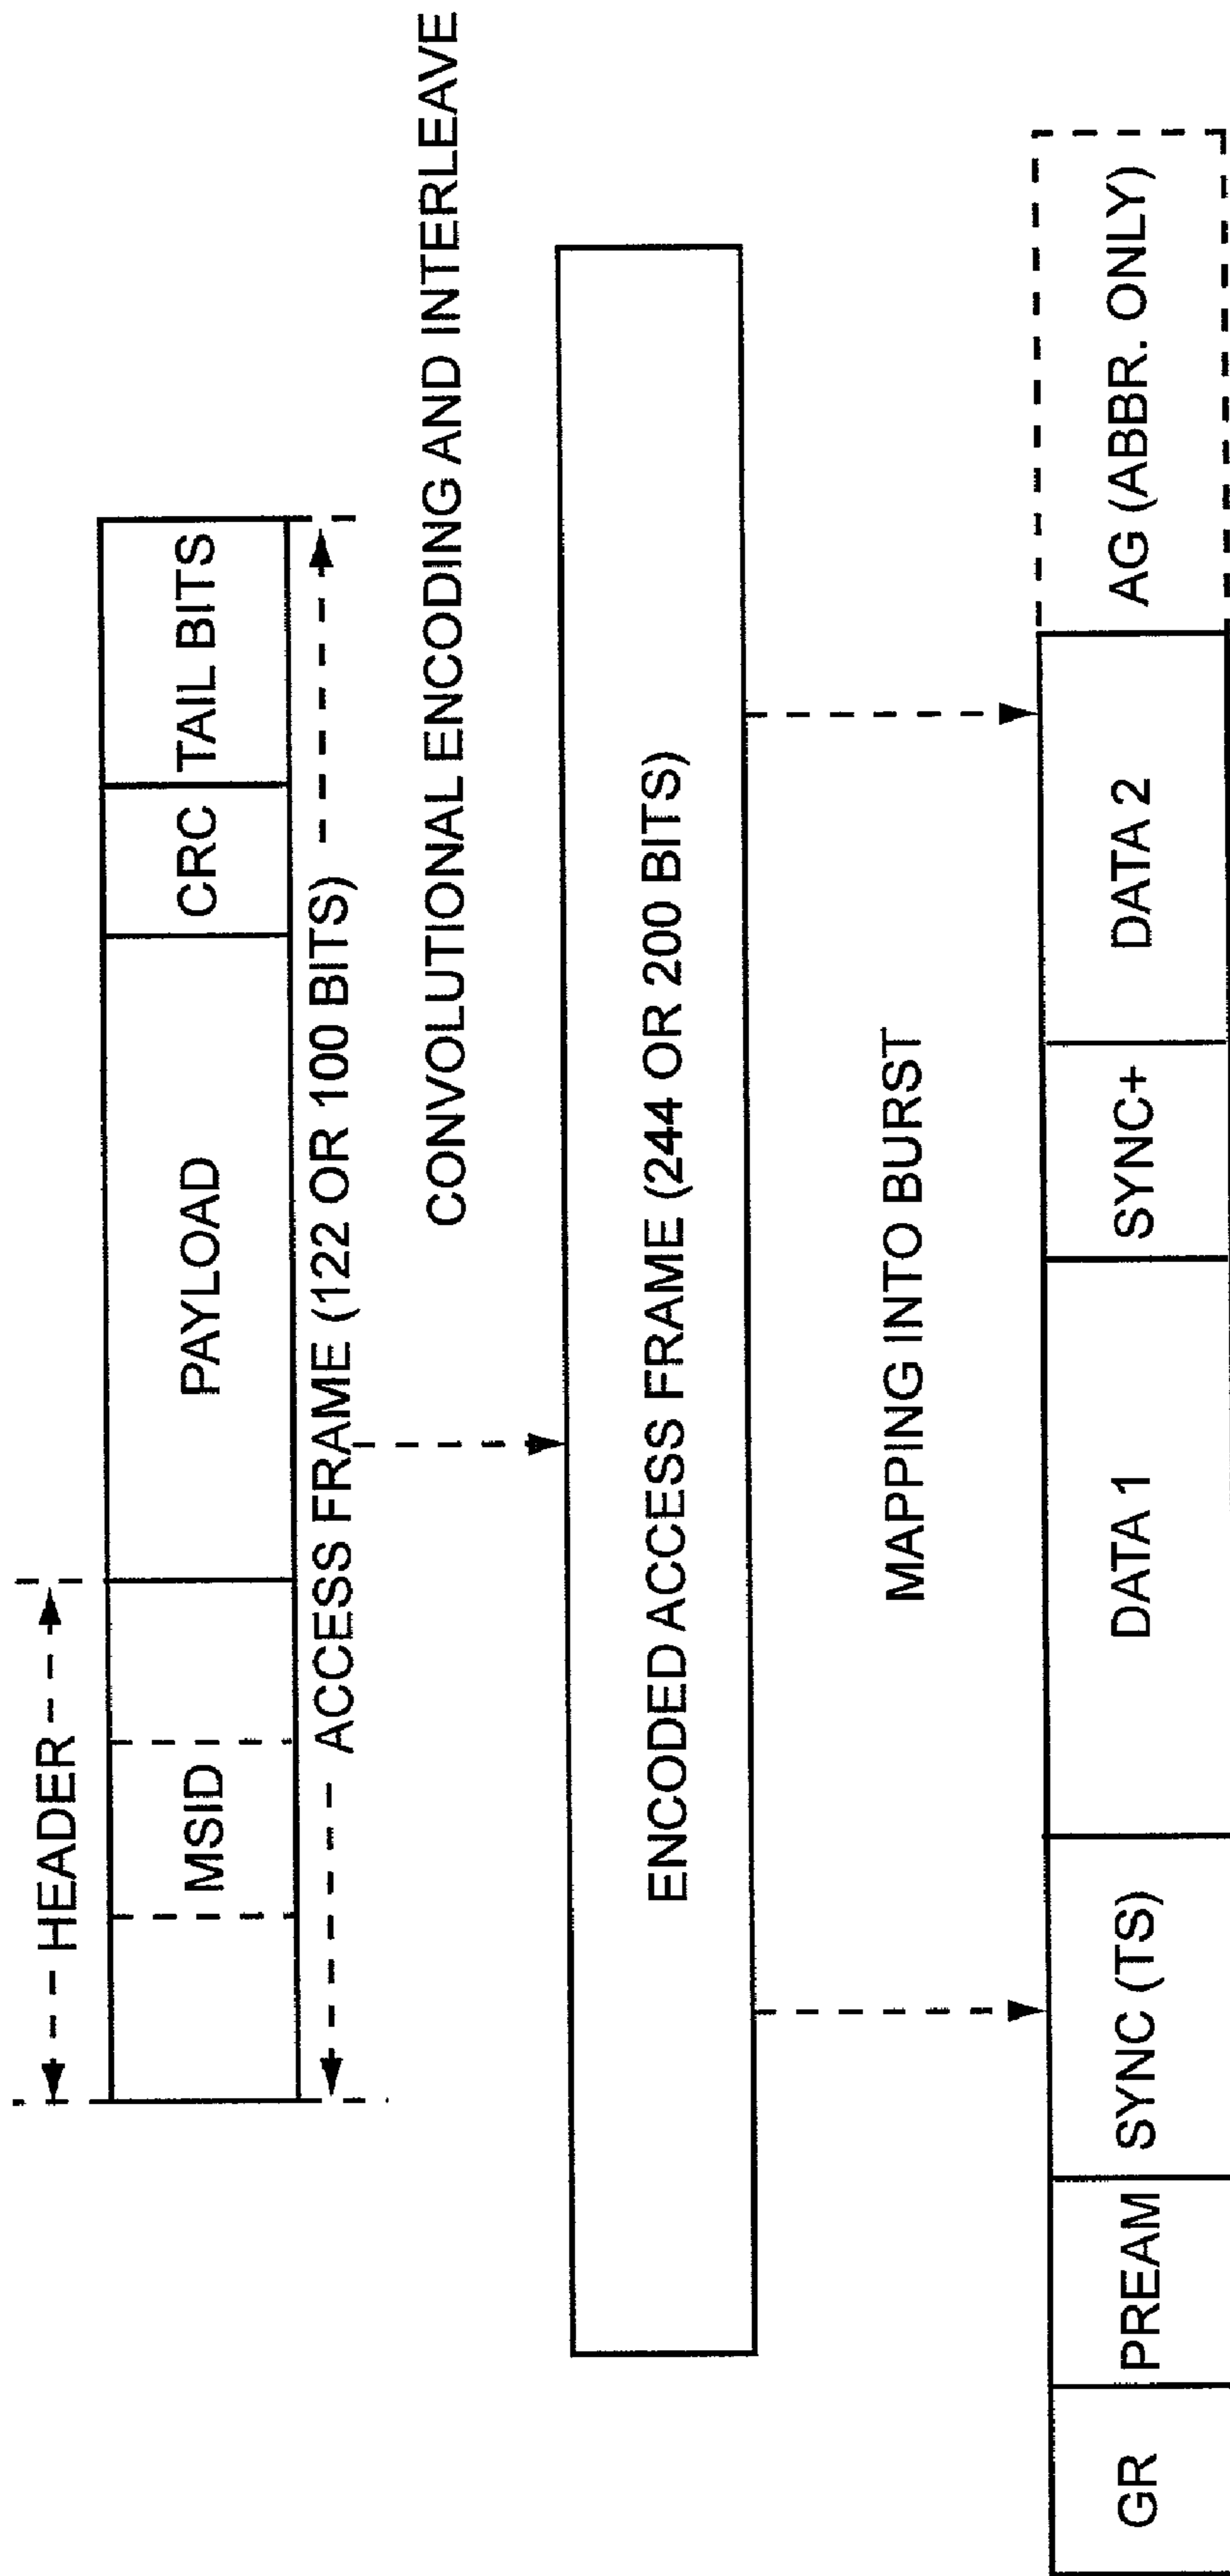 HEADER
MSID
PAYLOAD
CRC
TAIL BITS
ACCESS FRAME (122 OR 100 BITS)
CONVOLUTIONAL ENCODING AND INTERLEAVE
ENCODED ACCESS FRAME (244 OR 200 BITS)
MAPPING INTO BURST
GR
PREAM
SYNC (TS)
DATA 1
SYNC+
DATA 2
AG (ABBR. ONLY)